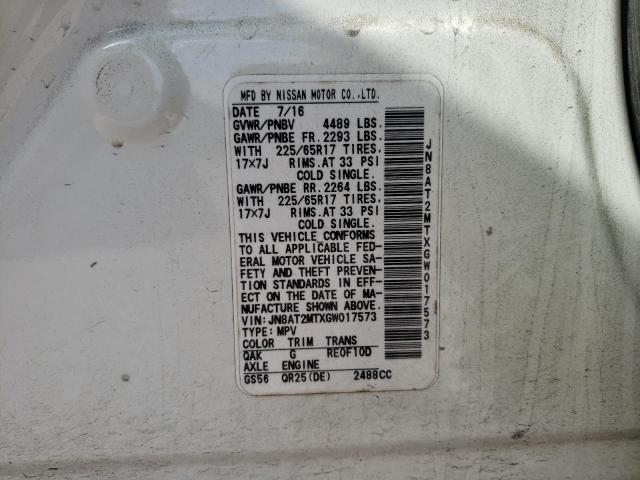 MFD BY NISSAN MOTOR CO.,LTD.
DATE 7/16
GVWR/PNBV 4489 LBS.
GAWR/PNBE FR. 2293 LBS.
WITH 225/65R17 TIRES,
17×7J RIMS.AT 33 PSI
COLD SINGLE.
GAWR/PNBE RR. 2264 LBS.
WITH 225/65R17 TIRES,
17×7J RIMS.AT 33 PSI
COLD SINGLE.
THIS VEHICLE CONFORMS
TO ALL APPLICABLE FED-
ERAL MOTOR VEHICLE SA-
FETY AND THEFT PREVEN-
TION STANDARDS IN EFF-
ECT ON THE DATE OF MA-
NUFACTURE SHOWN ABOVE.
VIN:JN8AT2MTXGW017573
TYPE:MPV
COLOR TRIM TRANS
QAK G RE0F10D
AXLE ENGINE
GS56 QR25(DE) 2488CC
JN8AT2MTXGW017573